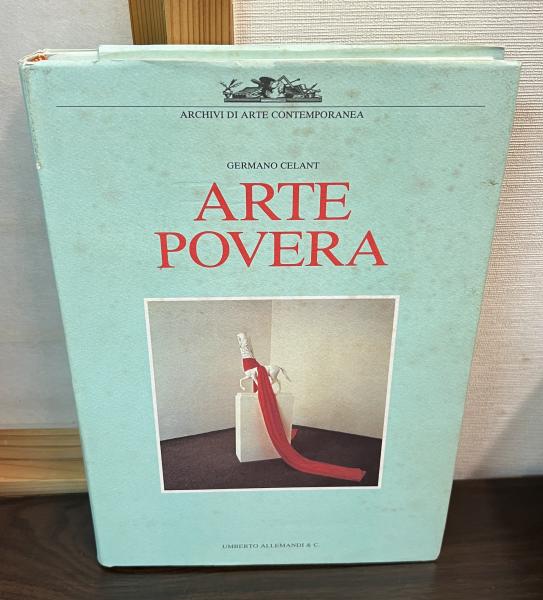 ARCHIVI DI ARTE CONTEMPORANEA
GERMANO CELANT
ARTE
POVERA
UMBERTO ALLEMANDI & C.